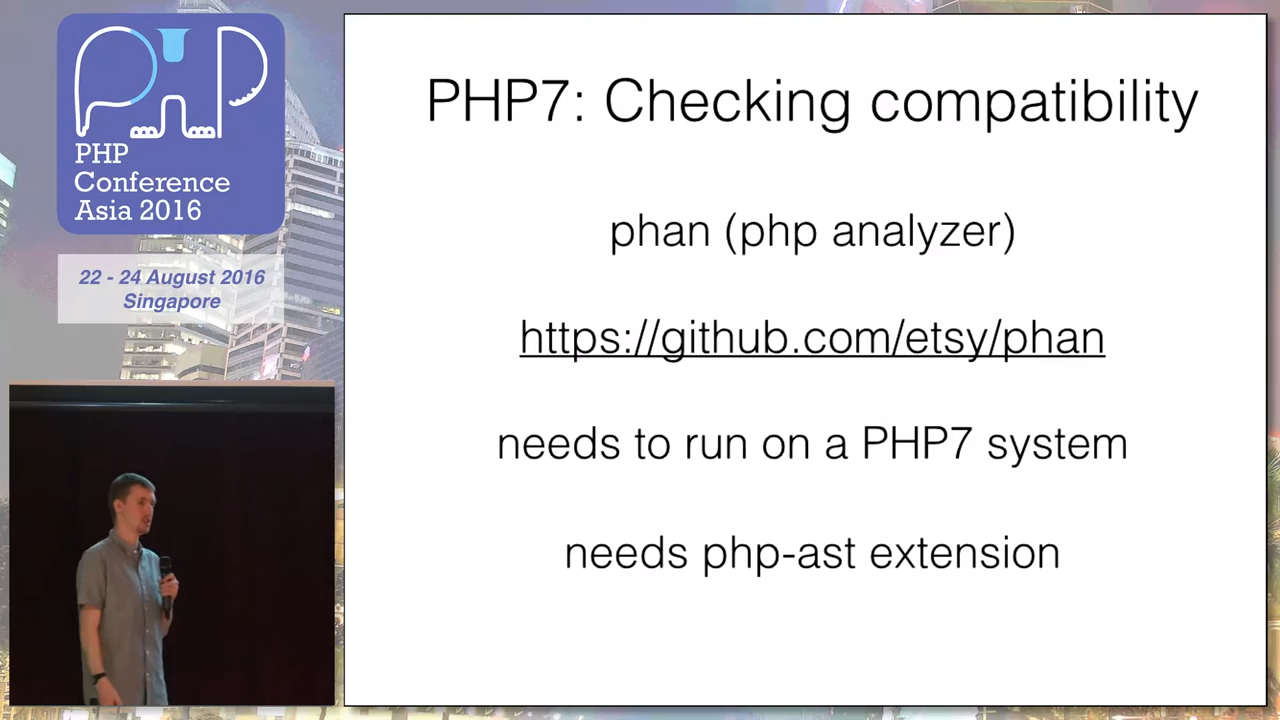 PHP
Conference
Asia 2016
22 - 24 August 2016
Singapore
PHP7: Checking compatibility
phan (php analyzer)
https://github.com/etsy/phan
needs to run on a PHP7 system
needs php-ast extension